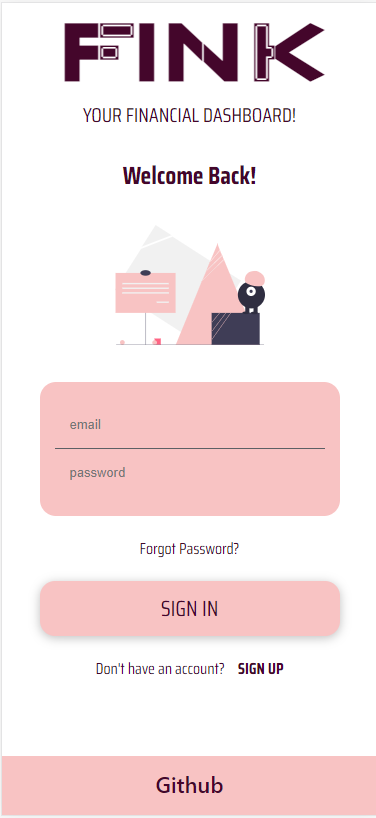 FINK
YOUR FINANCIAL DASHBOARD!
Welcome Back!
email
password
Forgot Password?
SIGN IN
Don't have an account? SIGN UP
Github